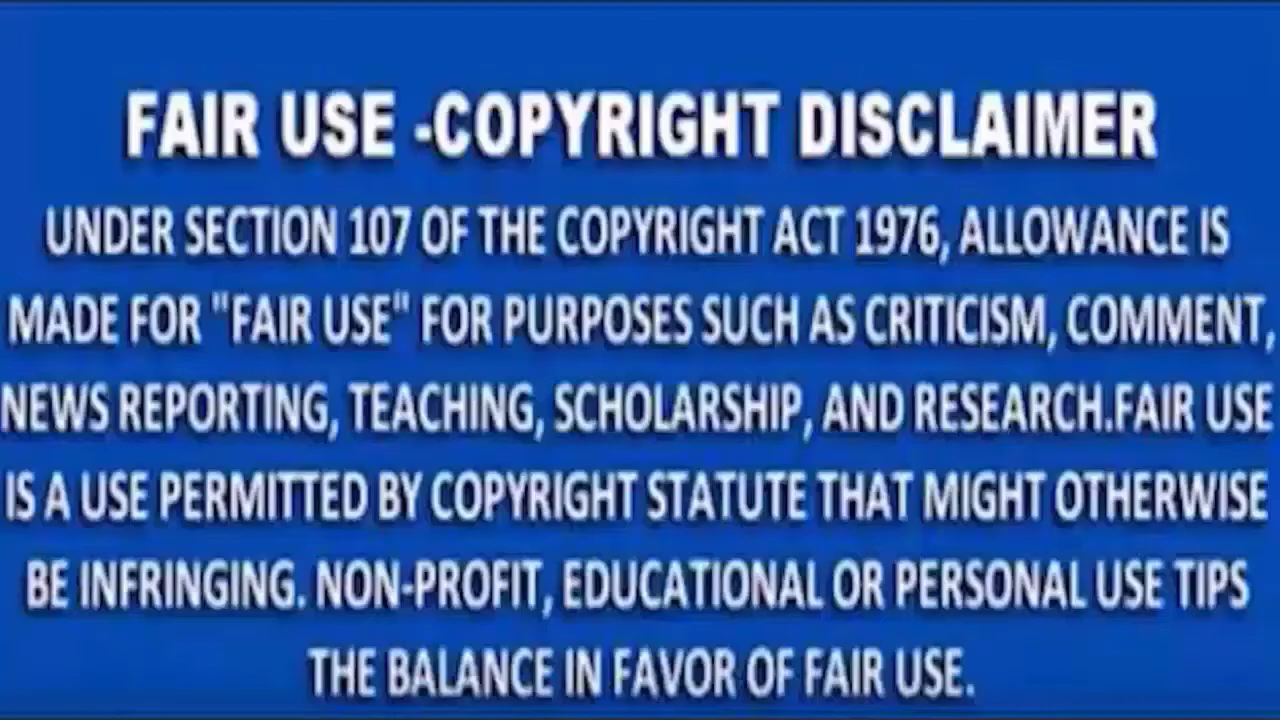 FAIR USE -COPYRIGHT DISCLAIMER
UNDER SECTION 107 OF THE COPYRIGHT ACT 1976, ALLOWANCE IS
MADE FOR "FAIR USE" FOR PURPOSES SUCH AS CRITICISM, COMMENT,
NEWS REPORTING, TEACHING, SCHOLARSHIP, AND RESEARCH.FAIR USE
IS A USE PERMITTED BY COPYRIGHT STATUTE THAT MIGHT OTHERWISE
BE INFRINGING. NON-PROFIT, EDUCATIONAL OR PERSONAL USE TIPS
THE BALANCE IN FAVOR OF FAIR USE.